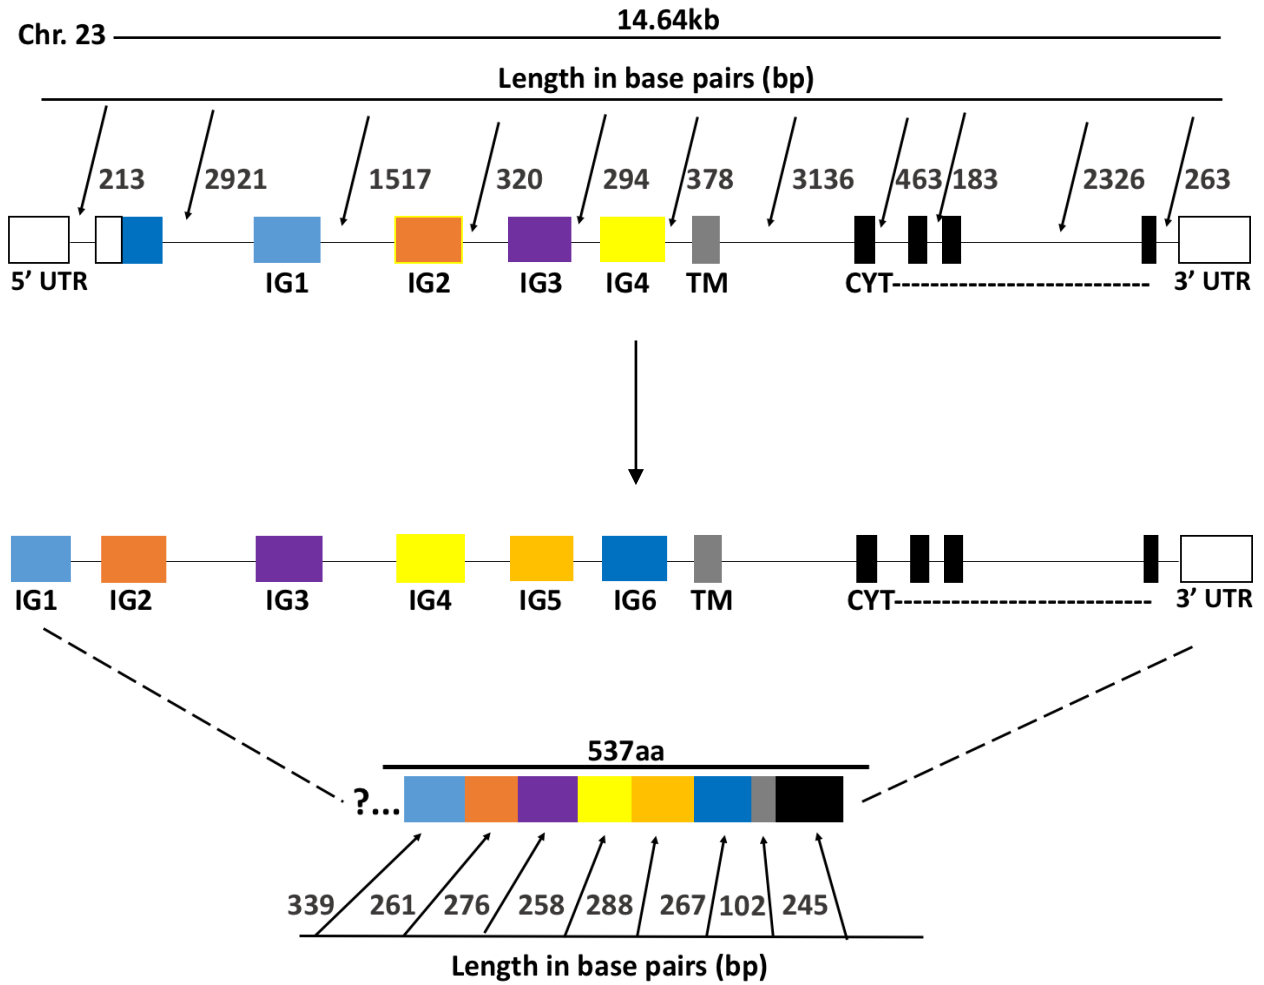 14.64kb
Chr. 23
Length in base pairs (bp)
213 2921 1517 320 294 378 3136 463 183 2326 263
5’ UTR IG1 IG2 IG3 IG4 TM CYT 3’ UTR
IG1 IG2 IG3 IG4 IG5 IG6 TM CYT 3’ UTR
537aa
?...
339 261 276 258 288 267 102 245
Length in base pairs (bp)